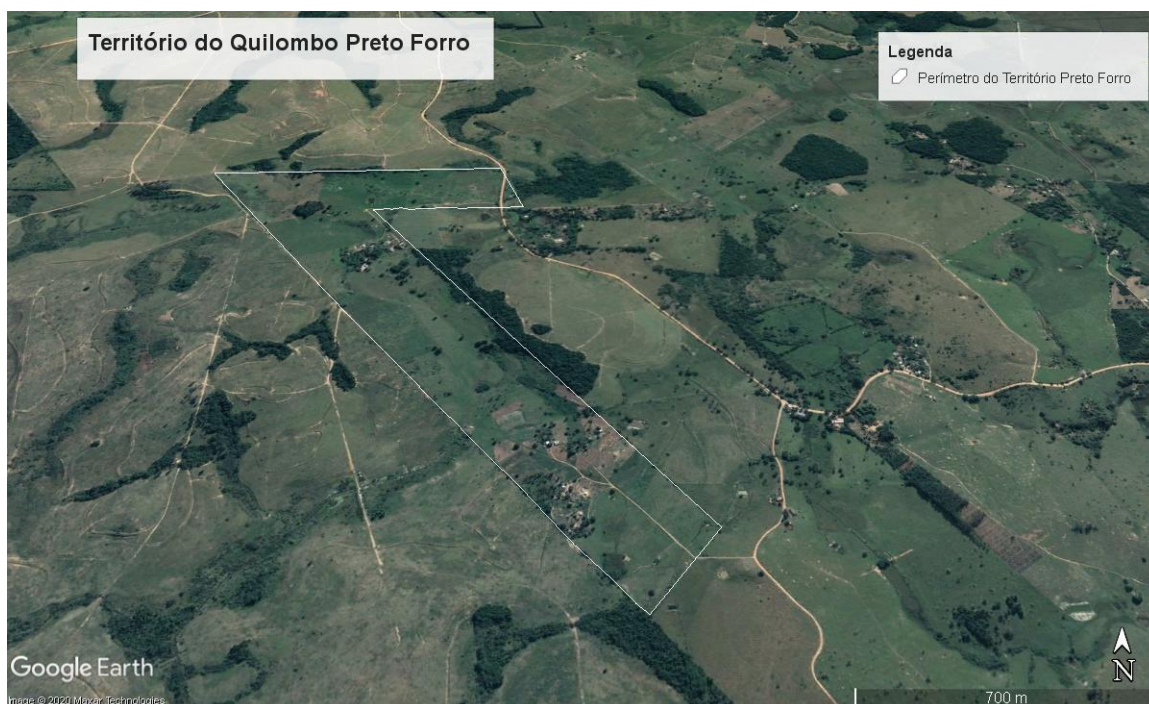 Território do Quilombo Preto Forro
Legenda
Perímetro do Território Preto Forro
Google Earth
Image © 2020 Maxar Technologies
700 m
N